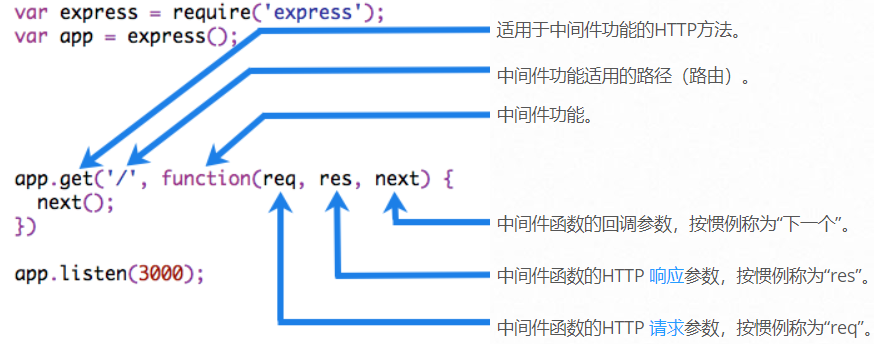 var express = require('express');
var app = express();
适用于中间件功能的HTTP方法。
中间件功能适用的路径（路由）。
中间件功能。
app.get('/', function(req, res, next) {
next();
})
中间件函数的回调参数，按惯例称为“下一个”。
app.listen(3000);
中间件函数的HTTP 响应参数，按惯例称为“res”。
中间件函数的HTTP 请求参数，按惯例称为“req”。